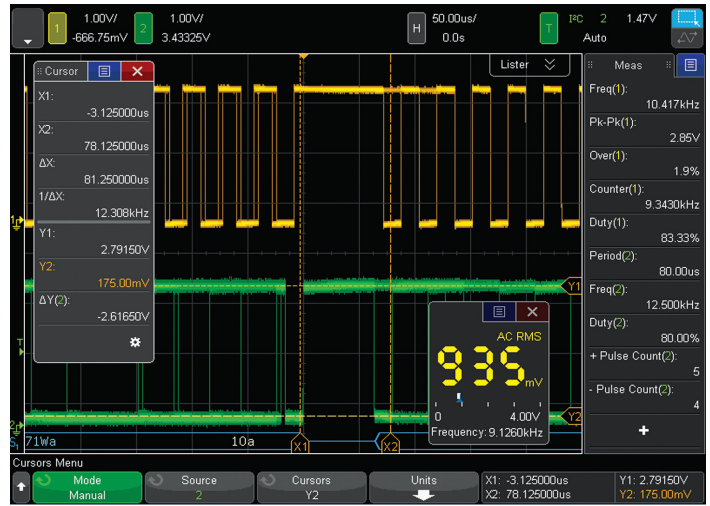 1 1.00V/ 2 1.00V/ H 50.00us/ T I²C 2 1.47V
-666.75mV 3.43325V 0.0s Auto
Lister
Cursor
X1:
-3.125000us
X2:
78.125000us
ΔX:
81.250000us
1/ΔX:
12.308kHz
Y1:
2.79150V
Y2:
175.00mV
ΔY(2):
-2.61650V
Meas
Freq(1):
10.417kHz
Pk-Pk(1):
2.85V
Over(1):
1.9%
Counter(1):
9.3430kHz
Duty(1):
83.33%
Period(2):
80.00us
Freq(2):
12.500kHz
Duty(2):
80.00%
+ Pulse Count(2):
5
- Pulse Count(2):
4
+
AC RMS
935mV
0 4.00V
Frequency: 9.1260kHz
1
T
2
Y1
Y2
S1 71Wa 10a X1 X2
Cursors Menu
Mode Source Cursors Units X1: -3.125000us Y1: 2.79150V
Manual 2 Y2 X2: 78.125000us Y2: 175.00mV